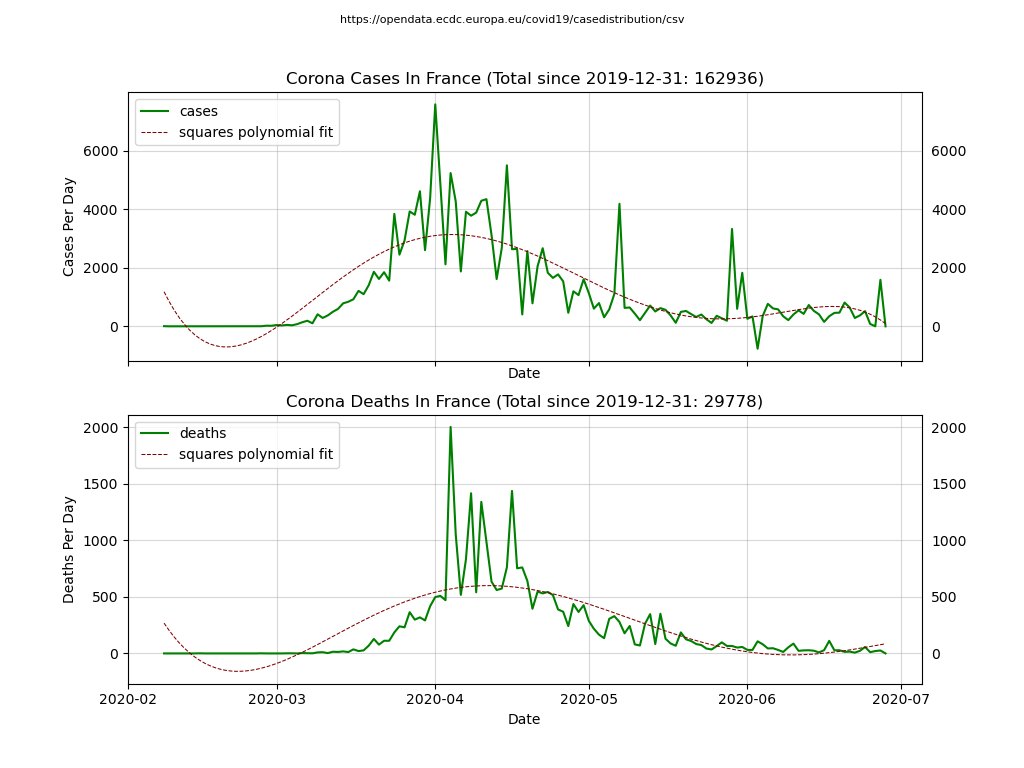 https://opendata.ecdc.europa.eu/covid19/casedistribution/csv
Corona Cases In France (Total since 2019-12-31: 162936)
cases
squares polynomial fit
Cases Per Day
6000
4000
2000
0
6000
4000
2000
0
Date
Corona Deaths In France (Total since 2019-12-31: 29778)
deaths
squares polynomial fit
Deaths Per Day
2000
1500
1000
500
0
2000
1500
1000
500
0
2020-02 2020-03 2020-04 2020-05 2020-06 2020-07
Date